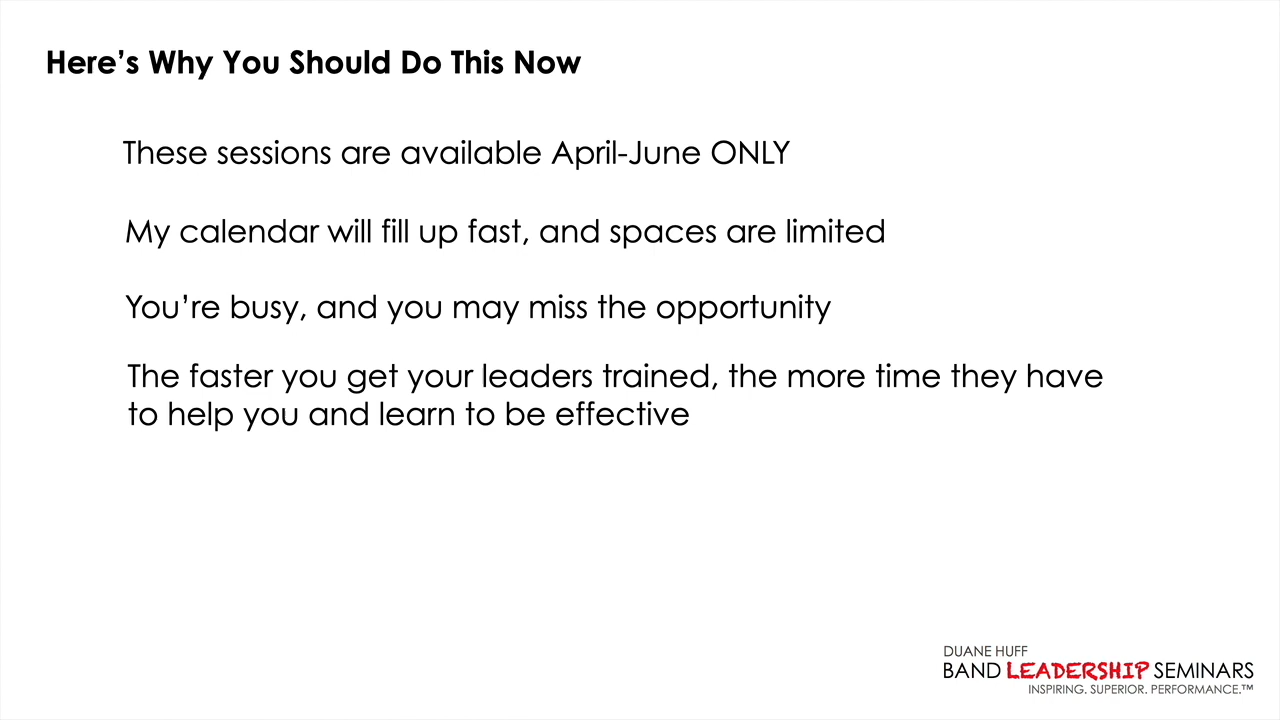 Here’s Why You Should Do This Now
These sessions are available April-June ONLY
My calendar will fill up fast, and spaces are limited
You’re busy, and you may miss the opportunity
The faster you get your leaders trained, the more time they have
to help you and learn to be effective
DUANE HUFF
BAND LEADERSHIP SEMINARS
INSPIRING. SUPERIOR. PERFORMANCE.™